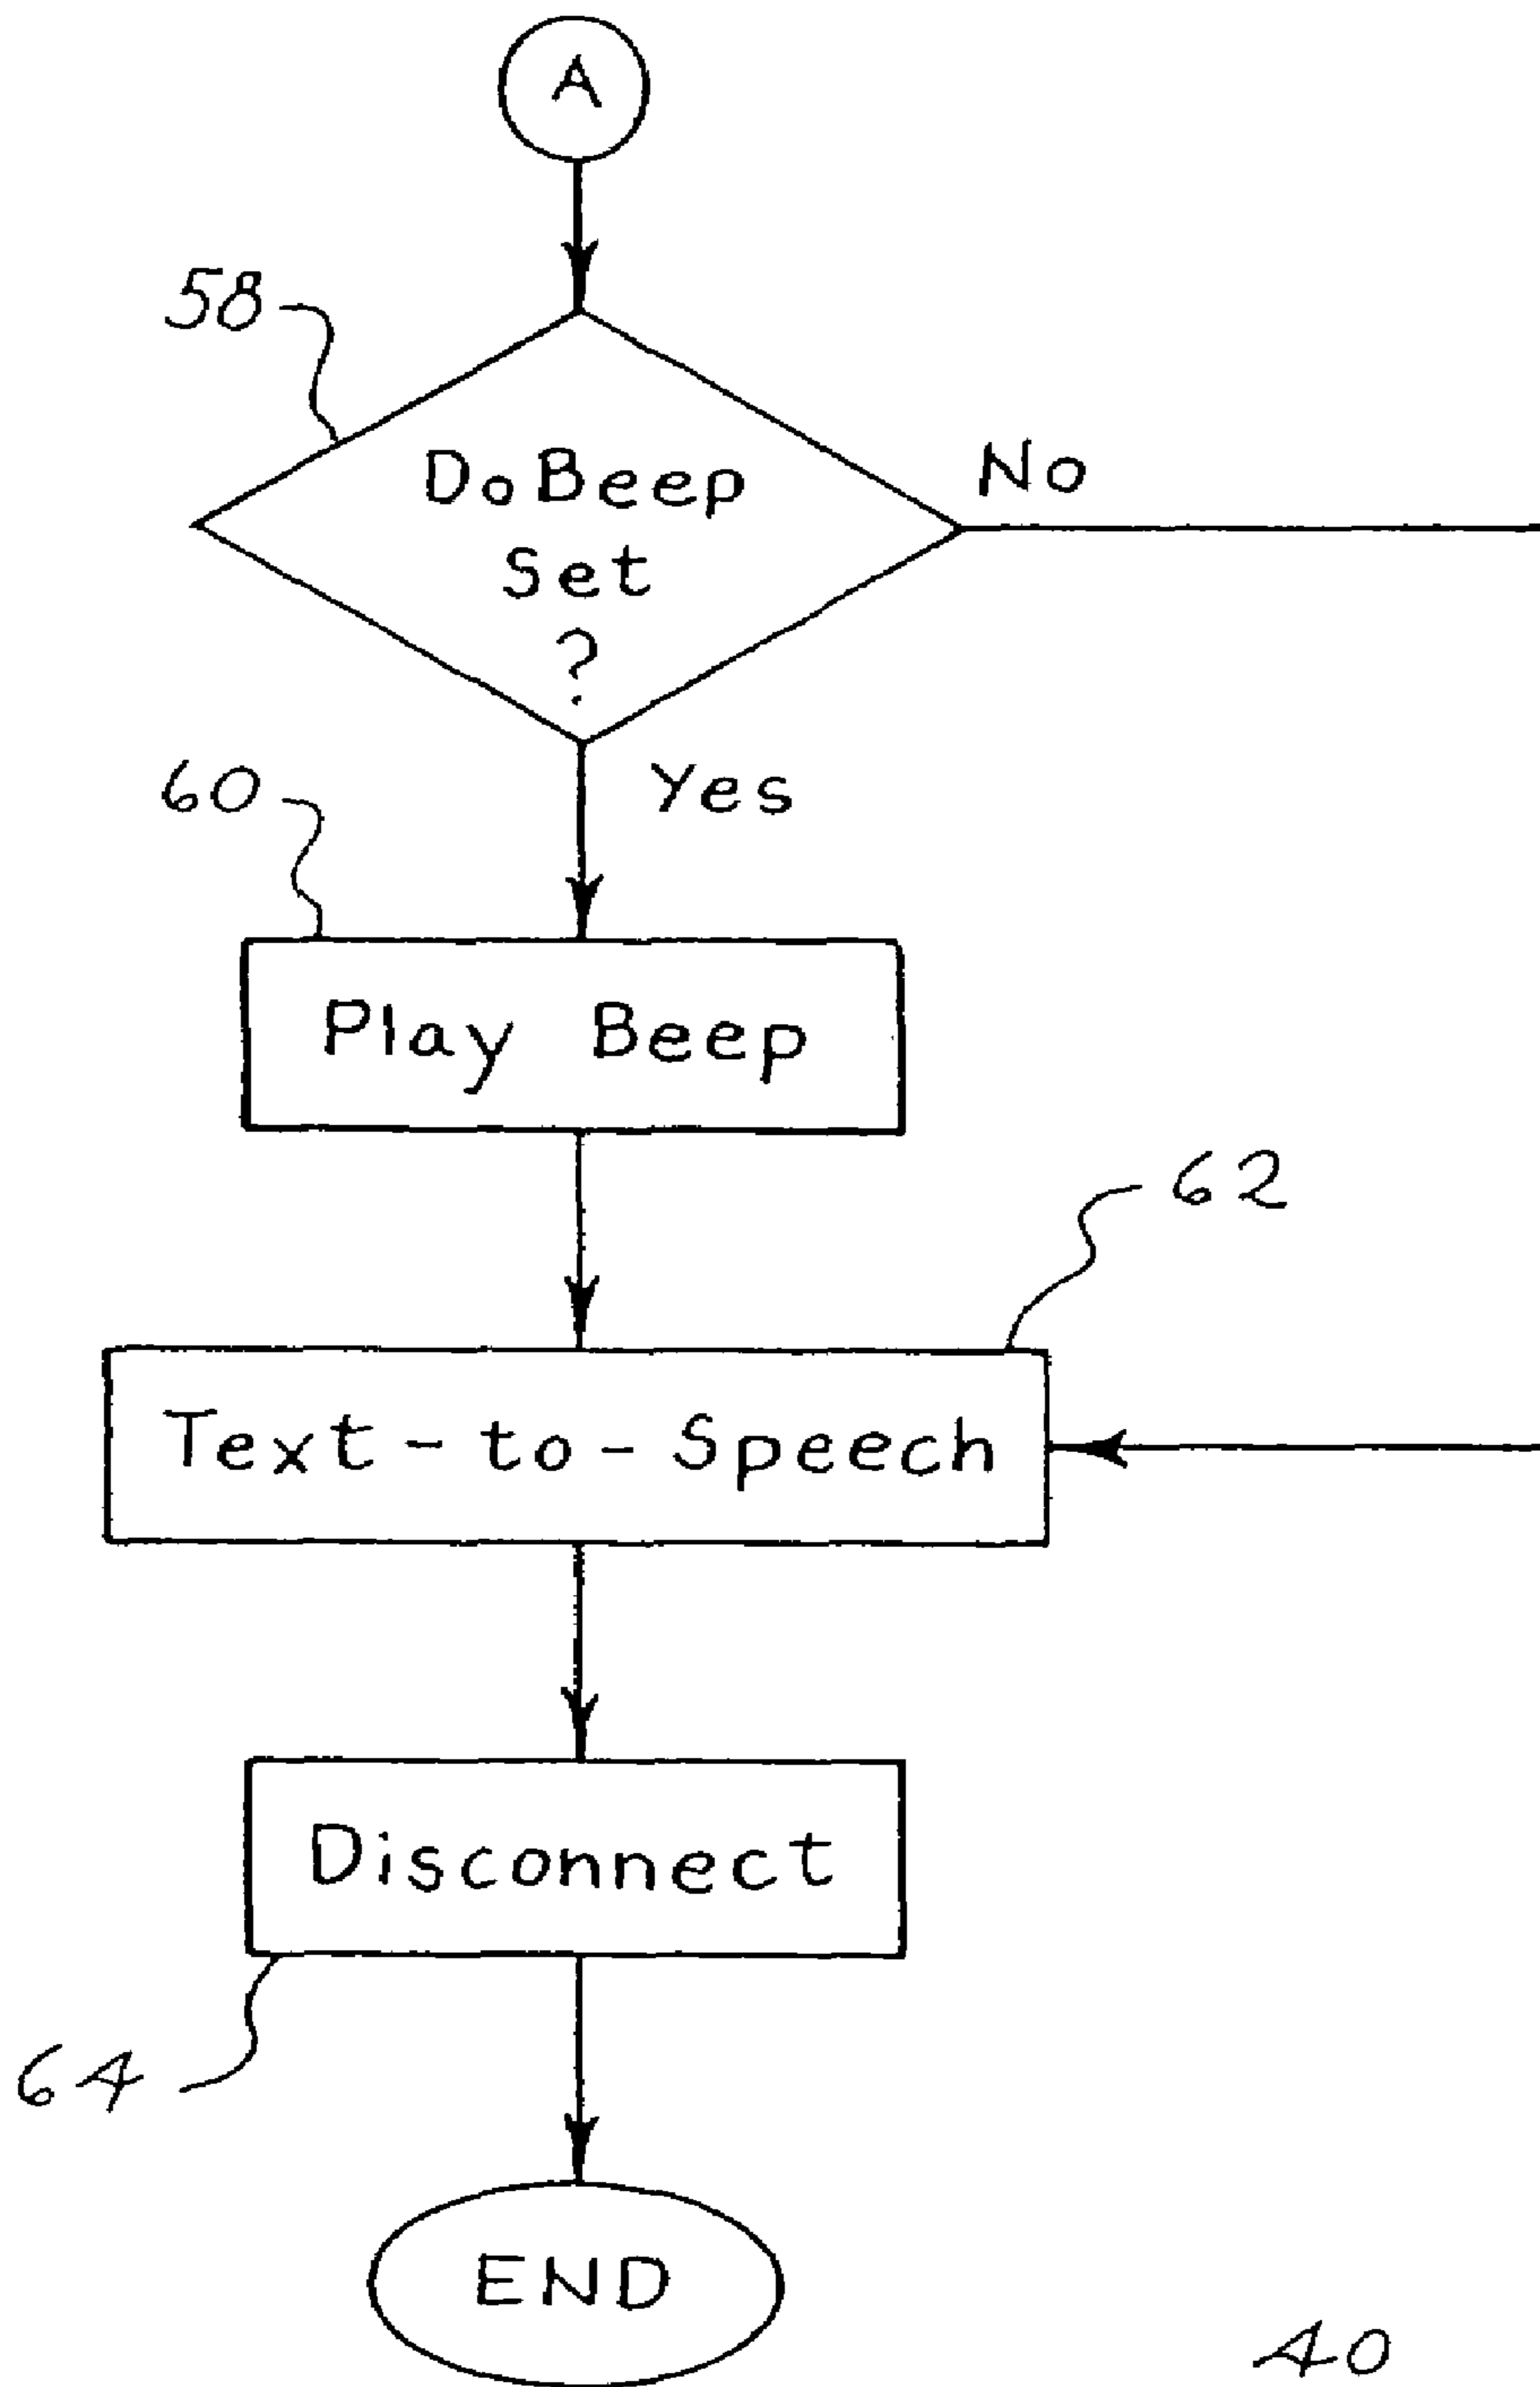 A
58
DoBeep
Set
?
No
Yes
60
Play Beep
62
Text-to-Speech
Disconnect
64
END
40